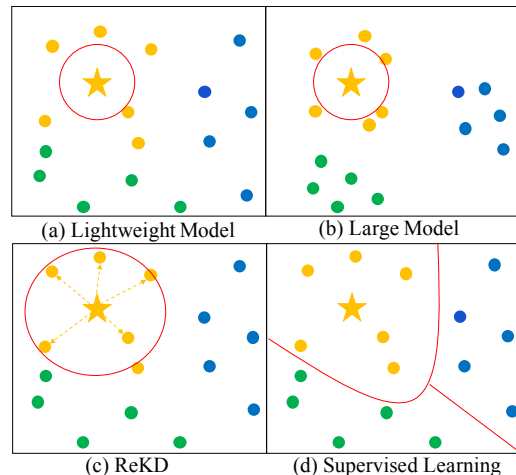 (a) Lightweight Model
(b) Large Model
(c) ReKD
(d) Supervised Learning